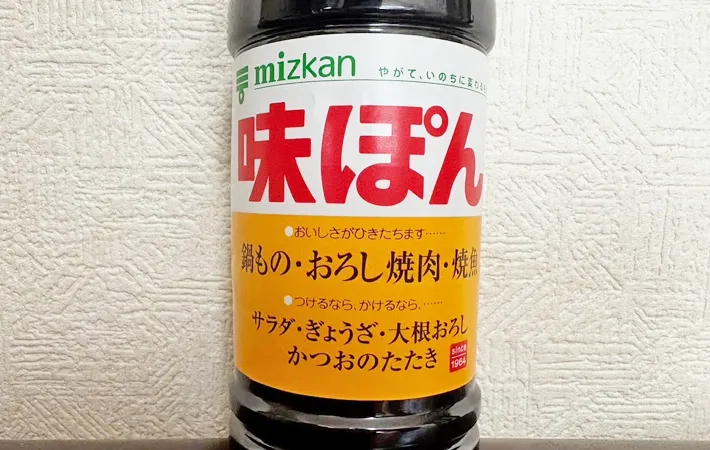 mizkan
やがて、いのちに変わる
味ぽん
●おいしさがひきたちます……
鍋もの・おろし焼肉・焼魚
●つけるなら、かけるなら、……
サラダ・ぎょうざ・大根おろし
かつおのたたき
since
1964